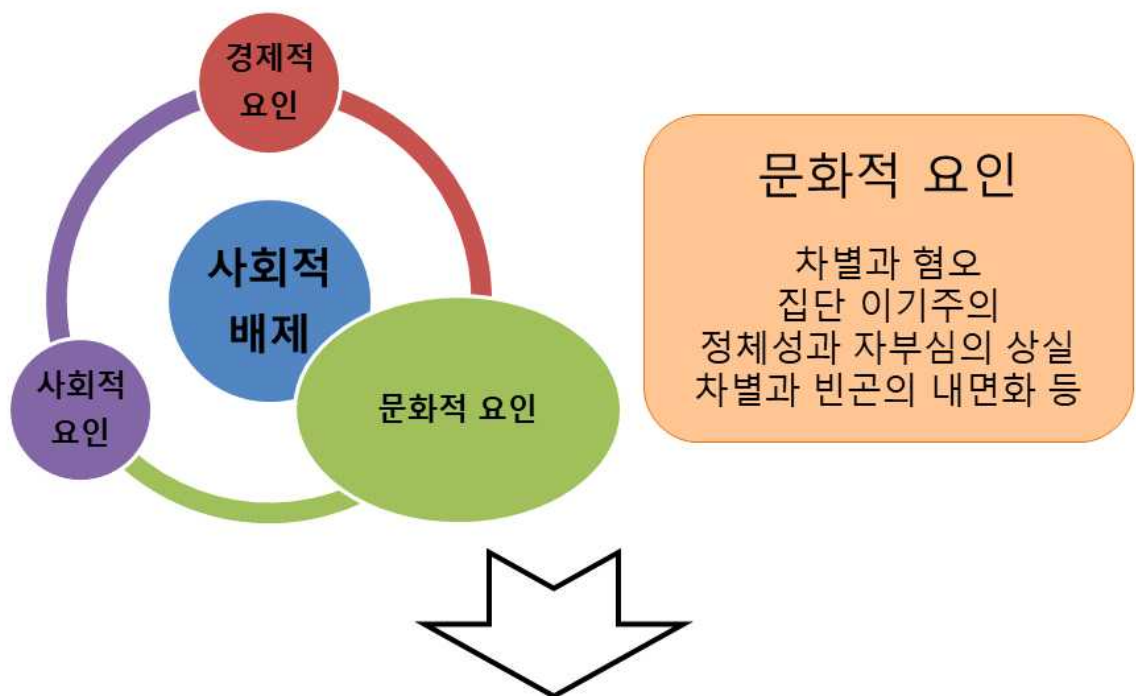 경제적
요인
사회적
배제
사회적
요인
문화적 요인
문화적 요인
차별과 혐오
집단 이기주의
정체성과 자부심의 상실
차별과 빈곤의 내면화 등